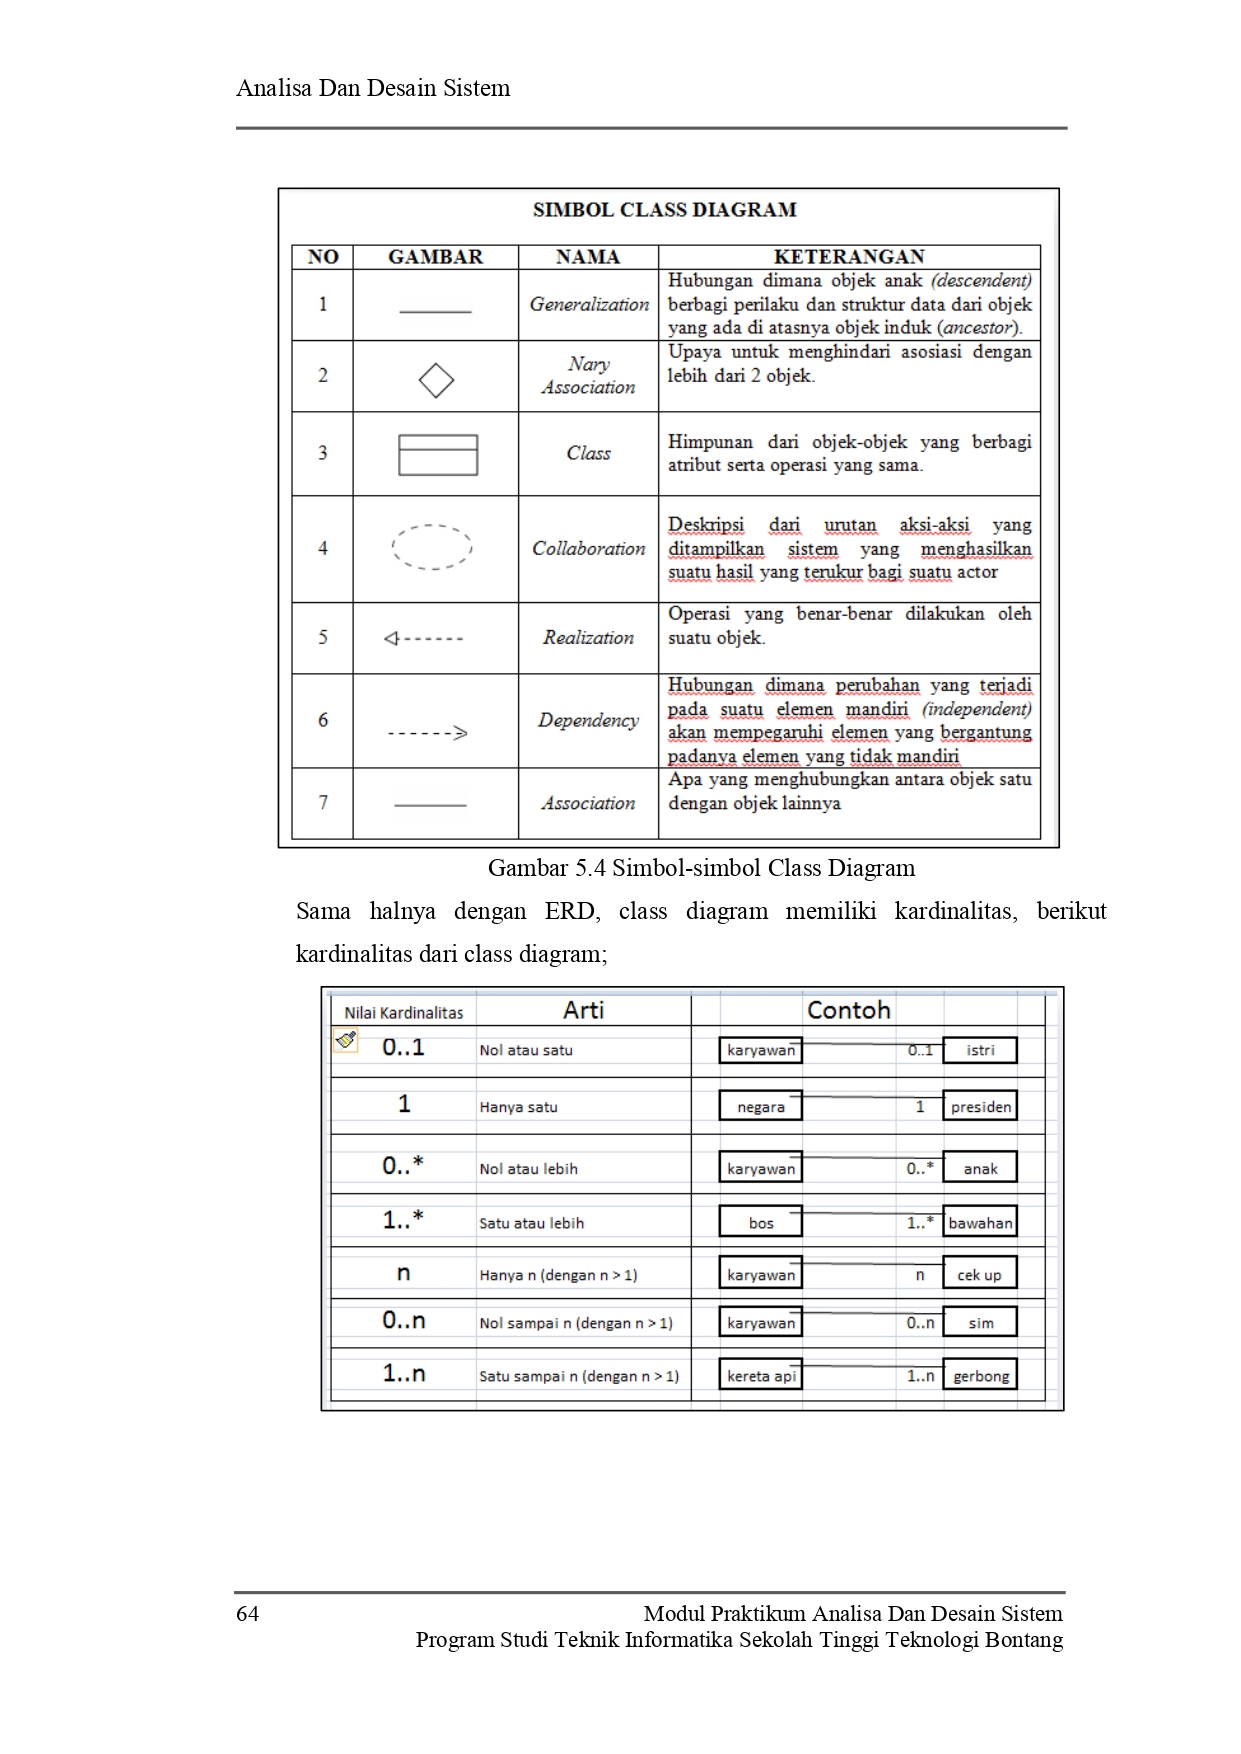 Analisa Dan Desain Sistem
SIMBOL CLASS DIAGRAM
NO GAMBAR NAMA KETERANGAN
1 Generalization Hubungan dimana objek anak (descendent)
berbagi perilaku dan struktur data dari objek
yang ada di atasnya objek induk (ancestor).
2 Nary
Association
Upaya untuk menghindari asosiasi dengan
lebih dari 2 objek.
3 Class Himpunan dari objek-objek yang berbagi
atribut serta operasi yang sama.
4 Collaboration Deskripsi dari urutan aksi-aksi yang
ditampilkan sistem yang menghasilkan
suatu hasil yang terukur bagi suatu actor
5 Realization Operasi yang benar-benar dilakukan oleh
suatu objek.
6 Dependency Hubungan dimana perubahan yang terjadi
pada suatu elemen mandiri (independent)
akan mempegaruhi elemen yang bergantung
padanya elemen yang tidak mandiri
7 Association Apa yang menghubungkan antara objek satu
dengan objek lainnya
Gambar 5.4 Simbol-simbol Class Diagram
Sama halnya dengan ERD, class diagram memiliki kardinalitas, berikut
kardinalitas dari class diagram;
Nilai Kardinalitas Arti Contoh
0..1 Nol atau satu karyawan 0..1 istri
1 Hanya satu negara 1 presiden
0..* Nol atau lebih karyawan 0..* anak
1..* Satu atau lebih bos 1..* bawahan
n Hanya n (dengan n > 1) karyawan n cek up
0..n Nol sampai n (dengan n > 1) karyawan 0..n sim
1..n Satu sampai n (dengan n > 1) kereta api 1..n gerbong
64 Modul Praktikum Analisa Dan Desain Sistem
Program Studi Teknik Informatika Sekolah Tinggi Teknologi Bontang